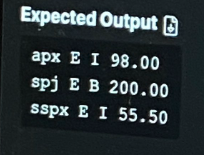 Expected Output
apx E I 98.00
spj E B 200.00
sspx E I 55.50